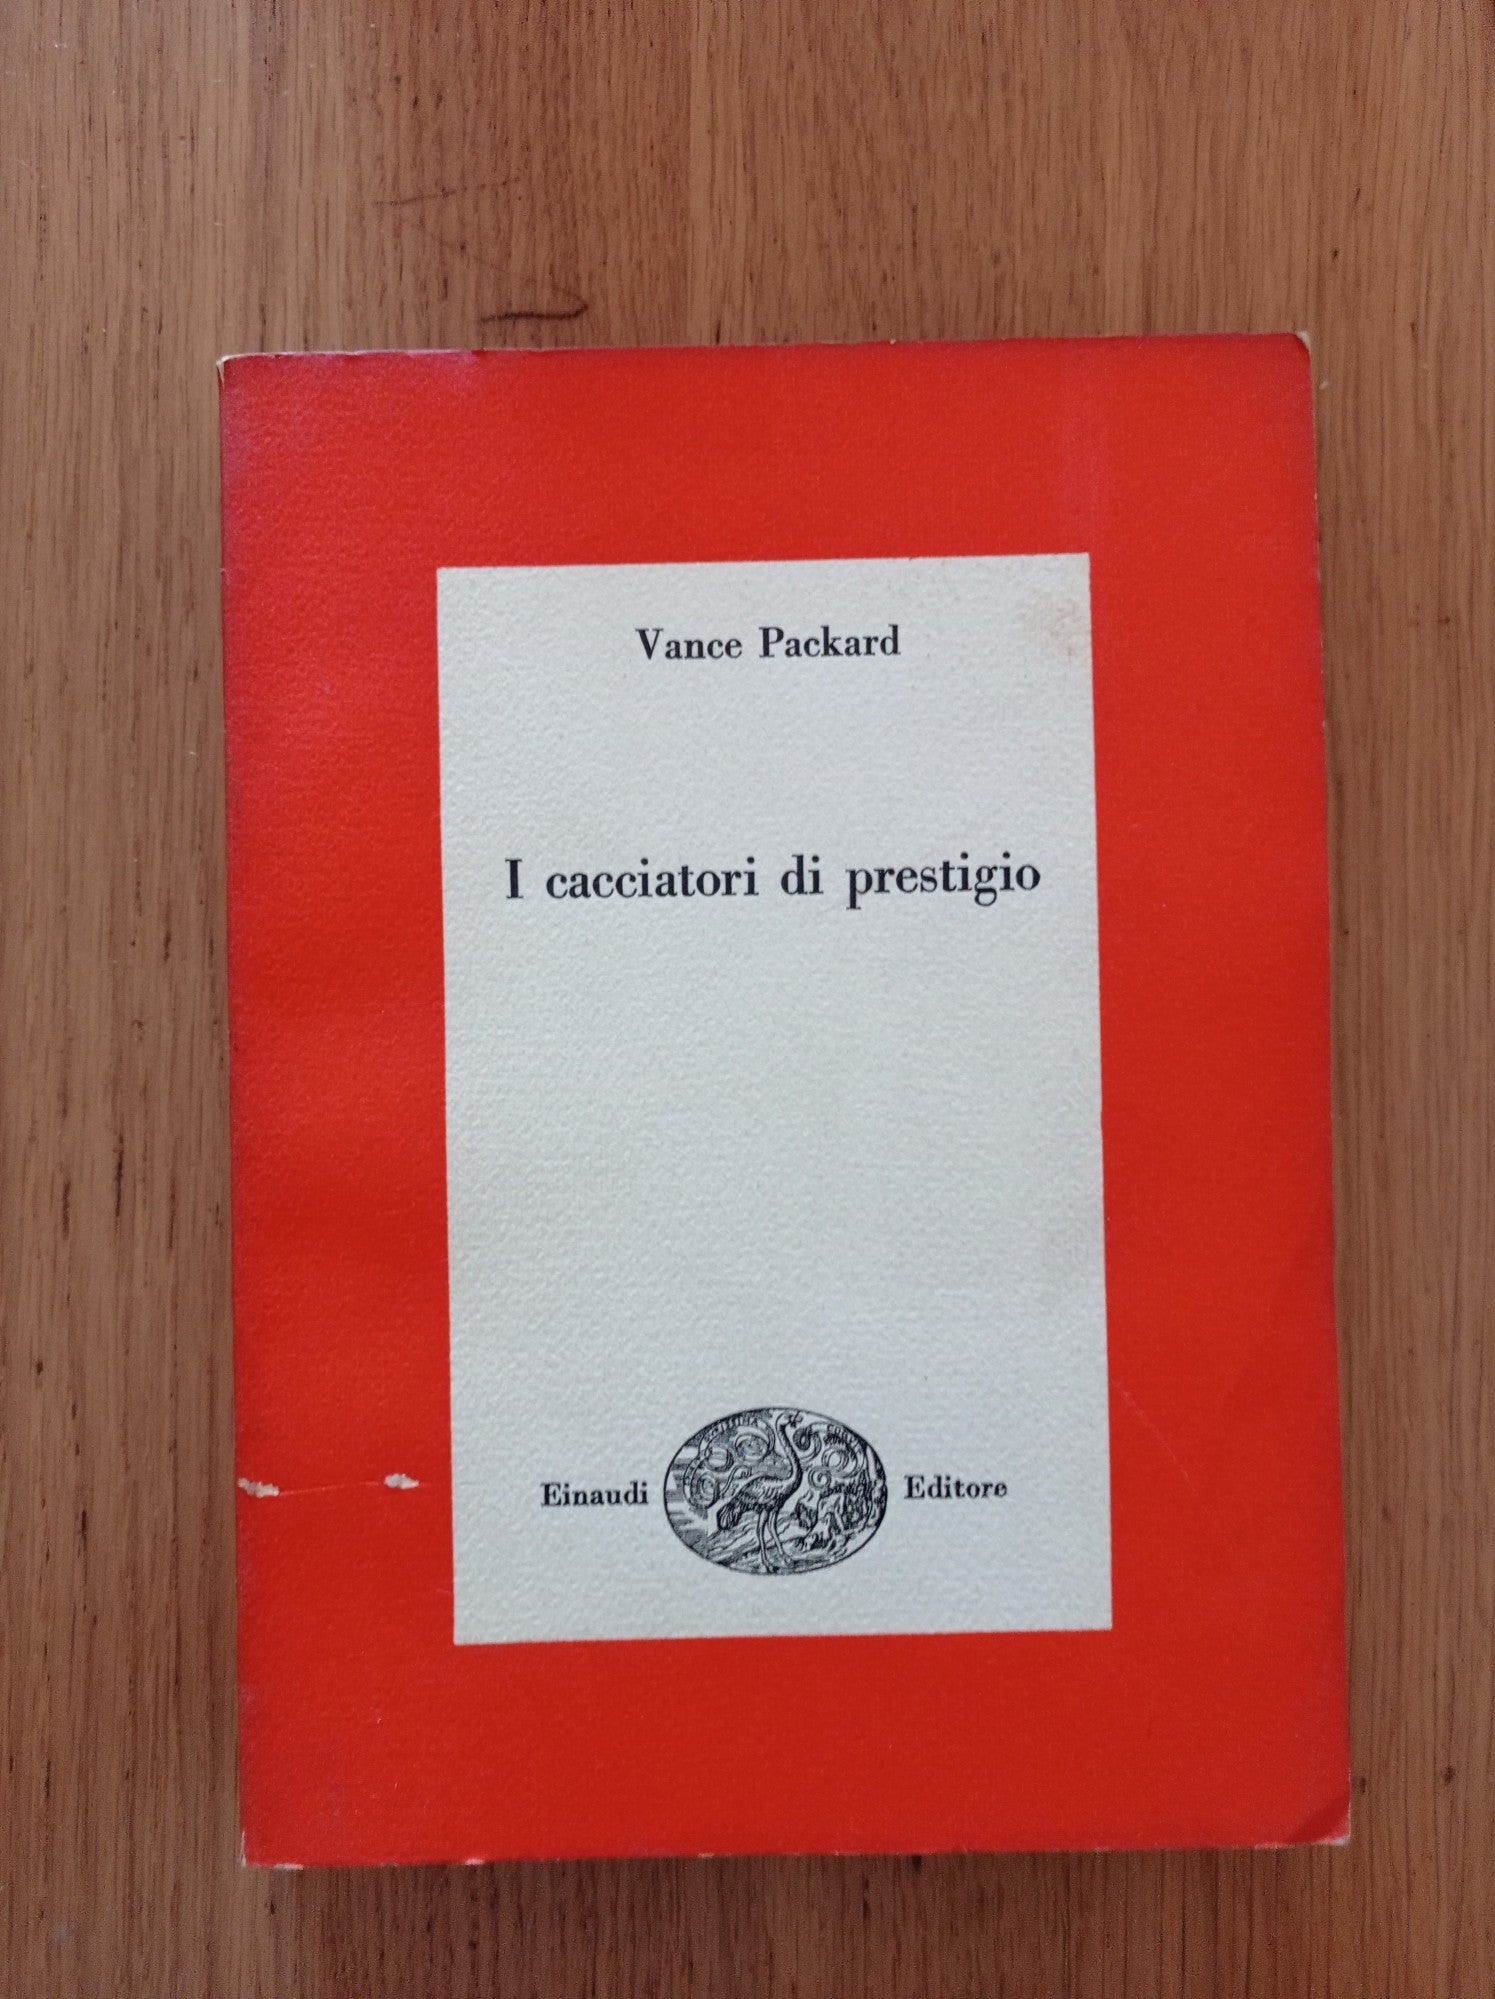 Vance Packard
I cacciatori di prestigio
Einaudi Editore